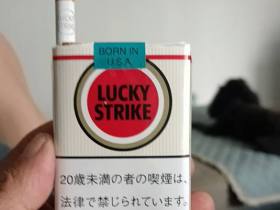 BORN IN
U.S.A.
LUCKY
STRIKE
20歳未満の者の喫煙は、
法律で禁じられています。